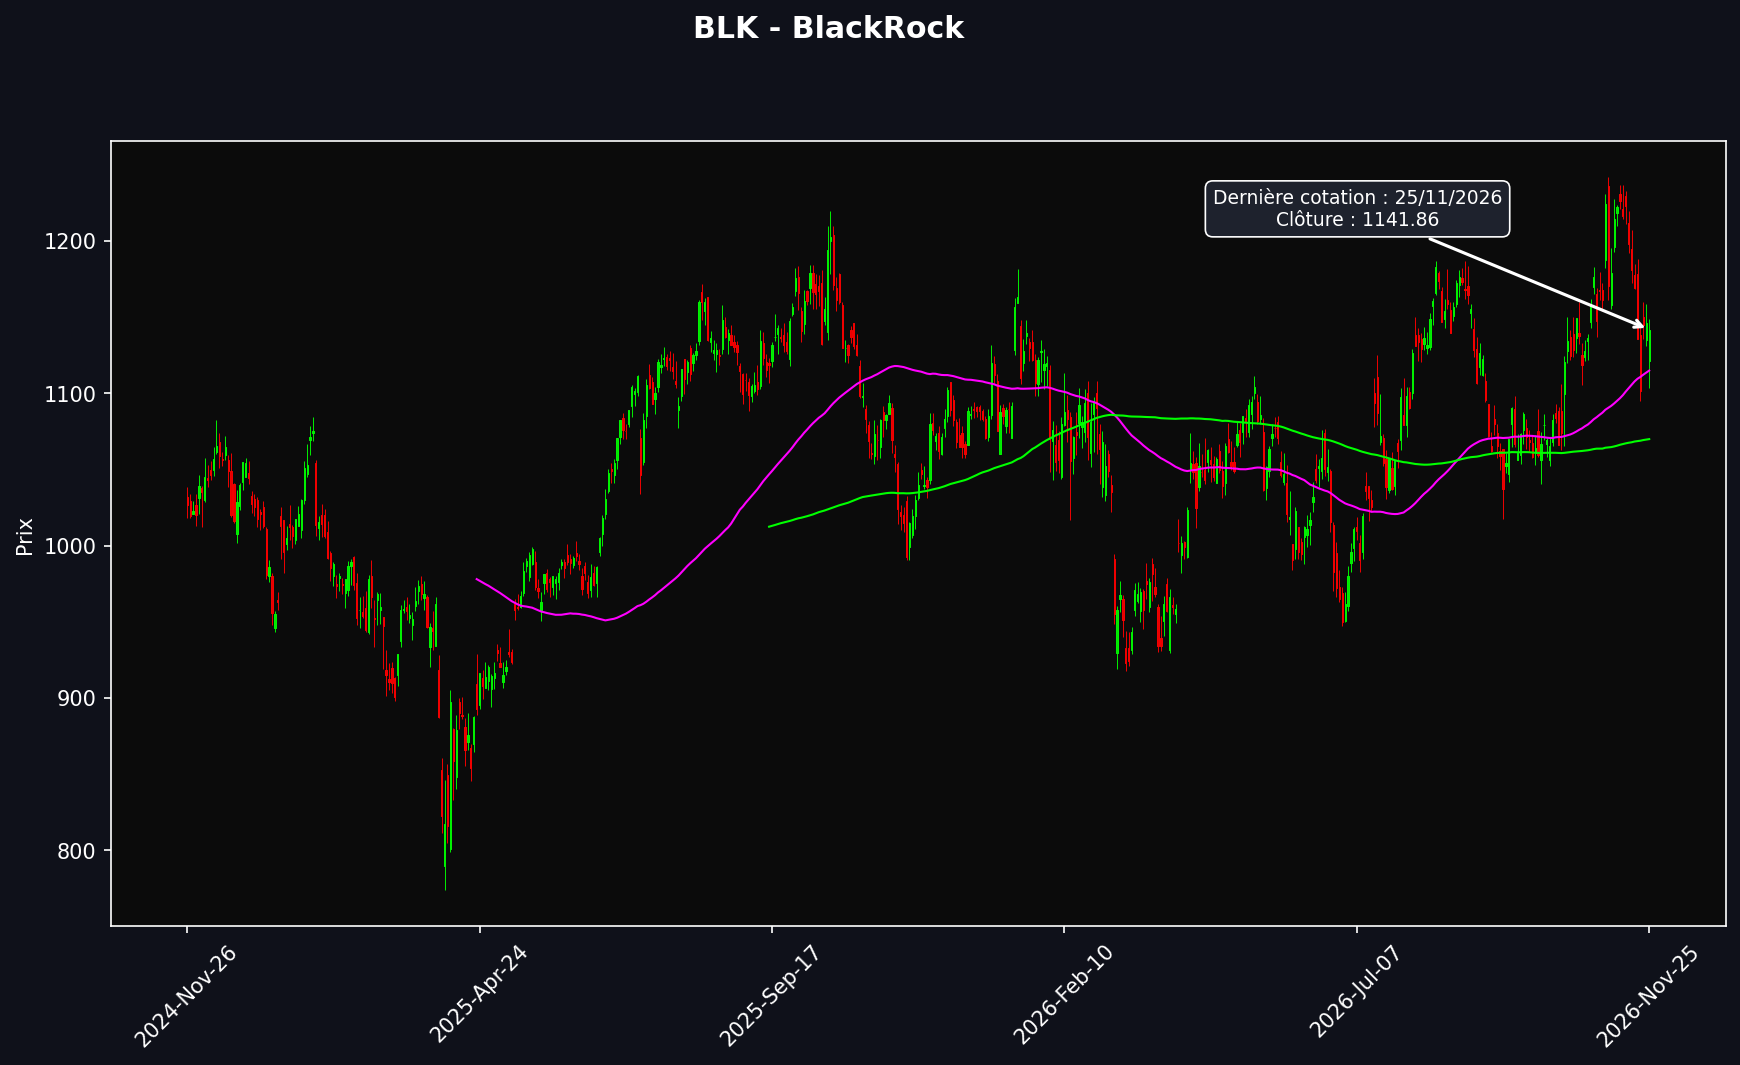 BLK - BlackRock
Dernière cotation : 25/11/2026
Clôture : 1141.86
1200
1100
1000
900
800
Prix
2024-Nov-26
2025-Apr-24
2025-Sep-17
2026-Feb-10
2026-Jul-07
2026-Nov-25